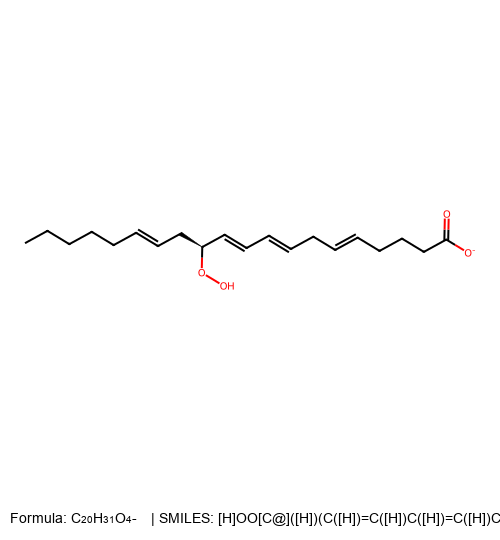 O
O⁻
O
OH
Formula: C₂₀H₃₁O₄- | SMILES: [H]OO[C@]([H])(C([H])=C([H])C([H])=C([H])C